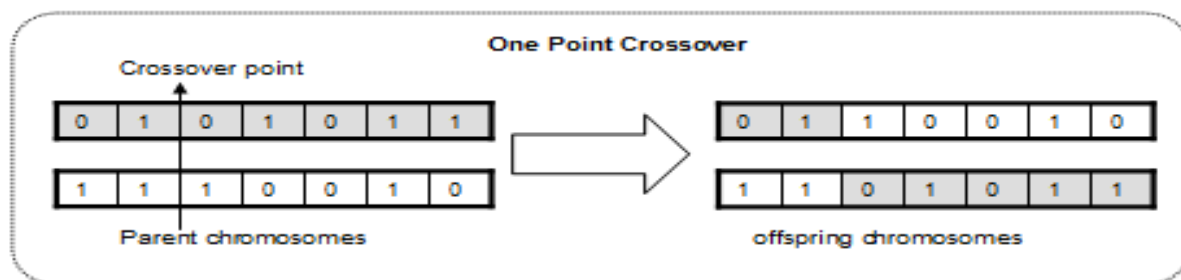 One Point Crossover
Crossover point
0 1 0 1 0 1 1
0 1 1 0 0 1 0
1 1 1 0 0 1 0
1 1 0 1 0 1 1
Parent chromosomes
offspring chromosomes